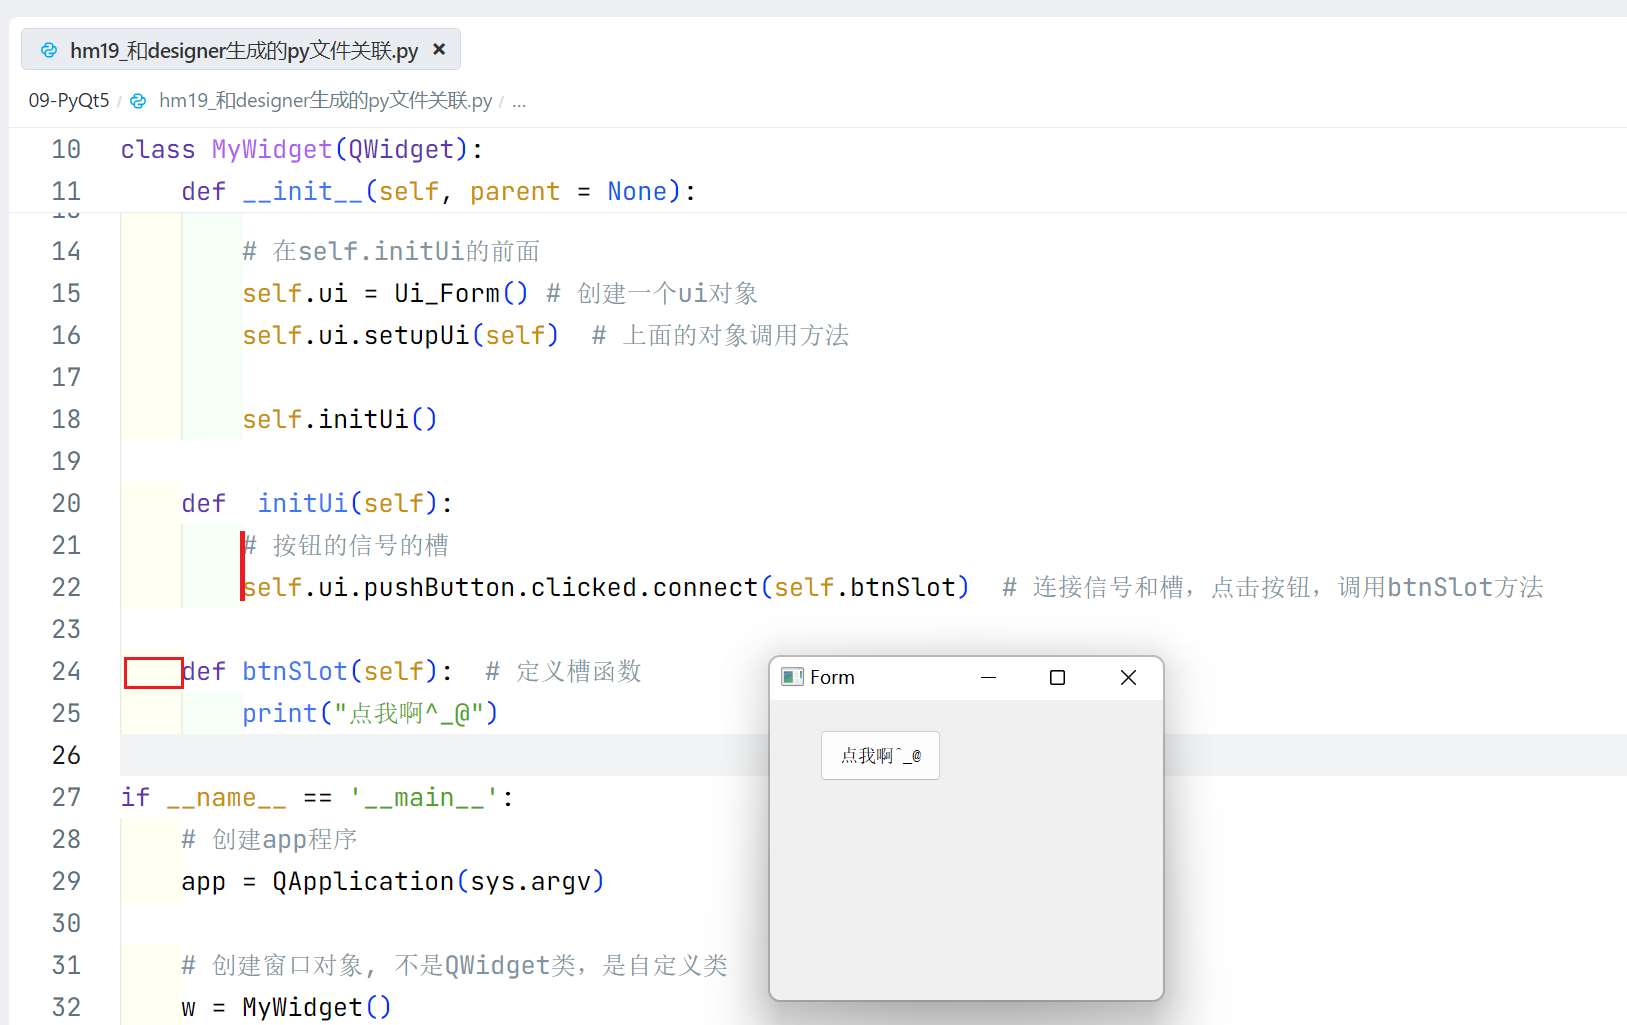 hm19_和designer生成的py文件关联.py ×
09-PyQt5 / hm19_和designer生成的py文件关联.py / ...
10 class MyWidget(QWidget):
11 def __init__(self, parent = None):
14 # 在self.initUi的前面
15 self.ui = Ui_Form() # 创建一个ui对象
16 self.ui.setupUi(self)  # 上面的对象调用方法
17
18 self.initUi()
19
20 def  initUi(self):
21 # 按钮的信号的槽
22 self.ui.pushButton.clicked.connect(self.btnSlot)  # 连接信号和槽，点击按钮，调用btnSlot方法
23
24 def btnSlot(self):  # 定义槽函数
25 print("点我啊^_@")
26
27 if __name__ == '__main__':
28 # 创建app程序
29 app = QApplication(sys.argv)
30
31 # 创建窗口对象, 不是QWidget类，是自定义类
32 w = MyWidget()
Form
点我啊^_@